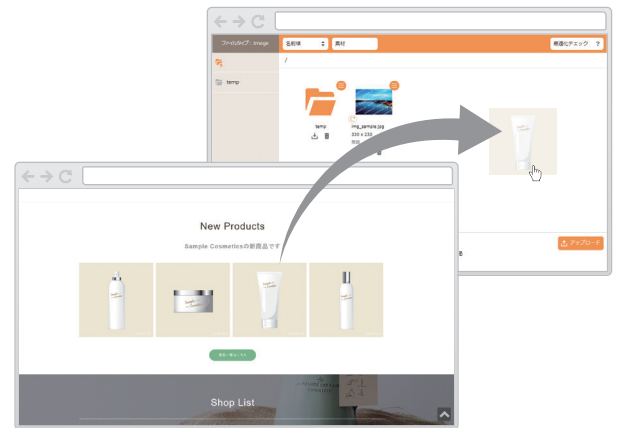 ファイルタイプ：Image
名前順
素材
最適化チェック ?
/
temp
temp
img_sample.jpg
330 x 233
アップロード
New Products
Sample Cosmeticsの新商品です
Shop List